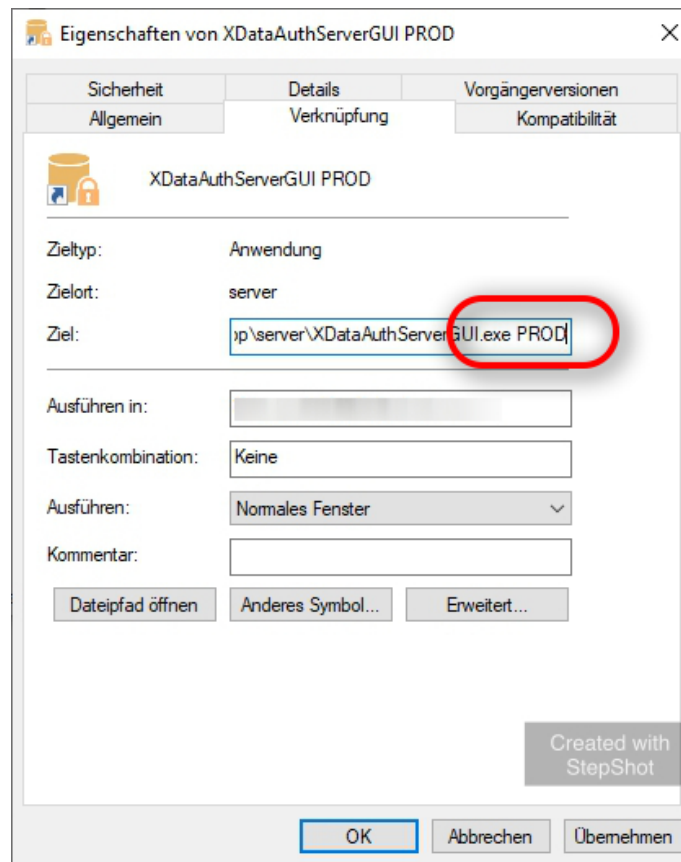 Eigenschaften von XDataAuthServerGUI PROD
Sicherheit Details Vorgängerversionen
Allgemein Verknüpfung Kompatibilität
XDataAuthServerGUI PROD
Zieltyp: Anwendung
Zielort: server
Ziel: op\server\XDataAuthServerGUI.exe PROD
Ausführen in:
Tastenkombination: Keine
Ausführen: Normales Fenster
Kommentar:
Dateipfad öffnen Anderes Symbol... Erweitert...
Created with
StepShot
OK Abbrechen Übernehmen